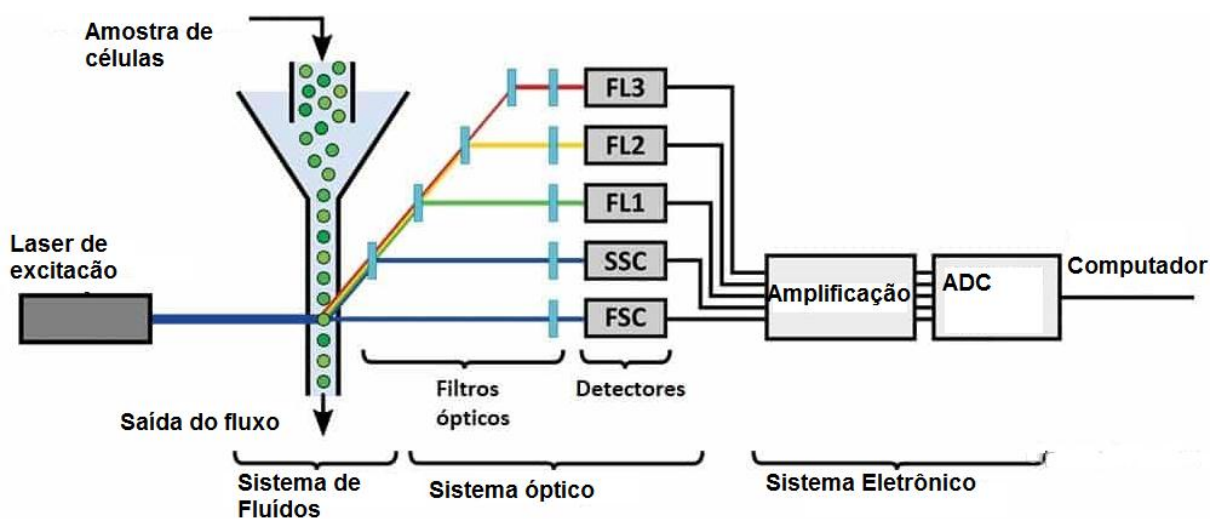 Amostra de
células
Laser de
excitacão
Saída do fluxo
FL3
FL2
FL1
SSC
FSC
Filtros
ópticos
Detectores
Amplificação
ADC
Computador
Sistema de
Fluídos
Sistema óptico
Sistema Eletrônico